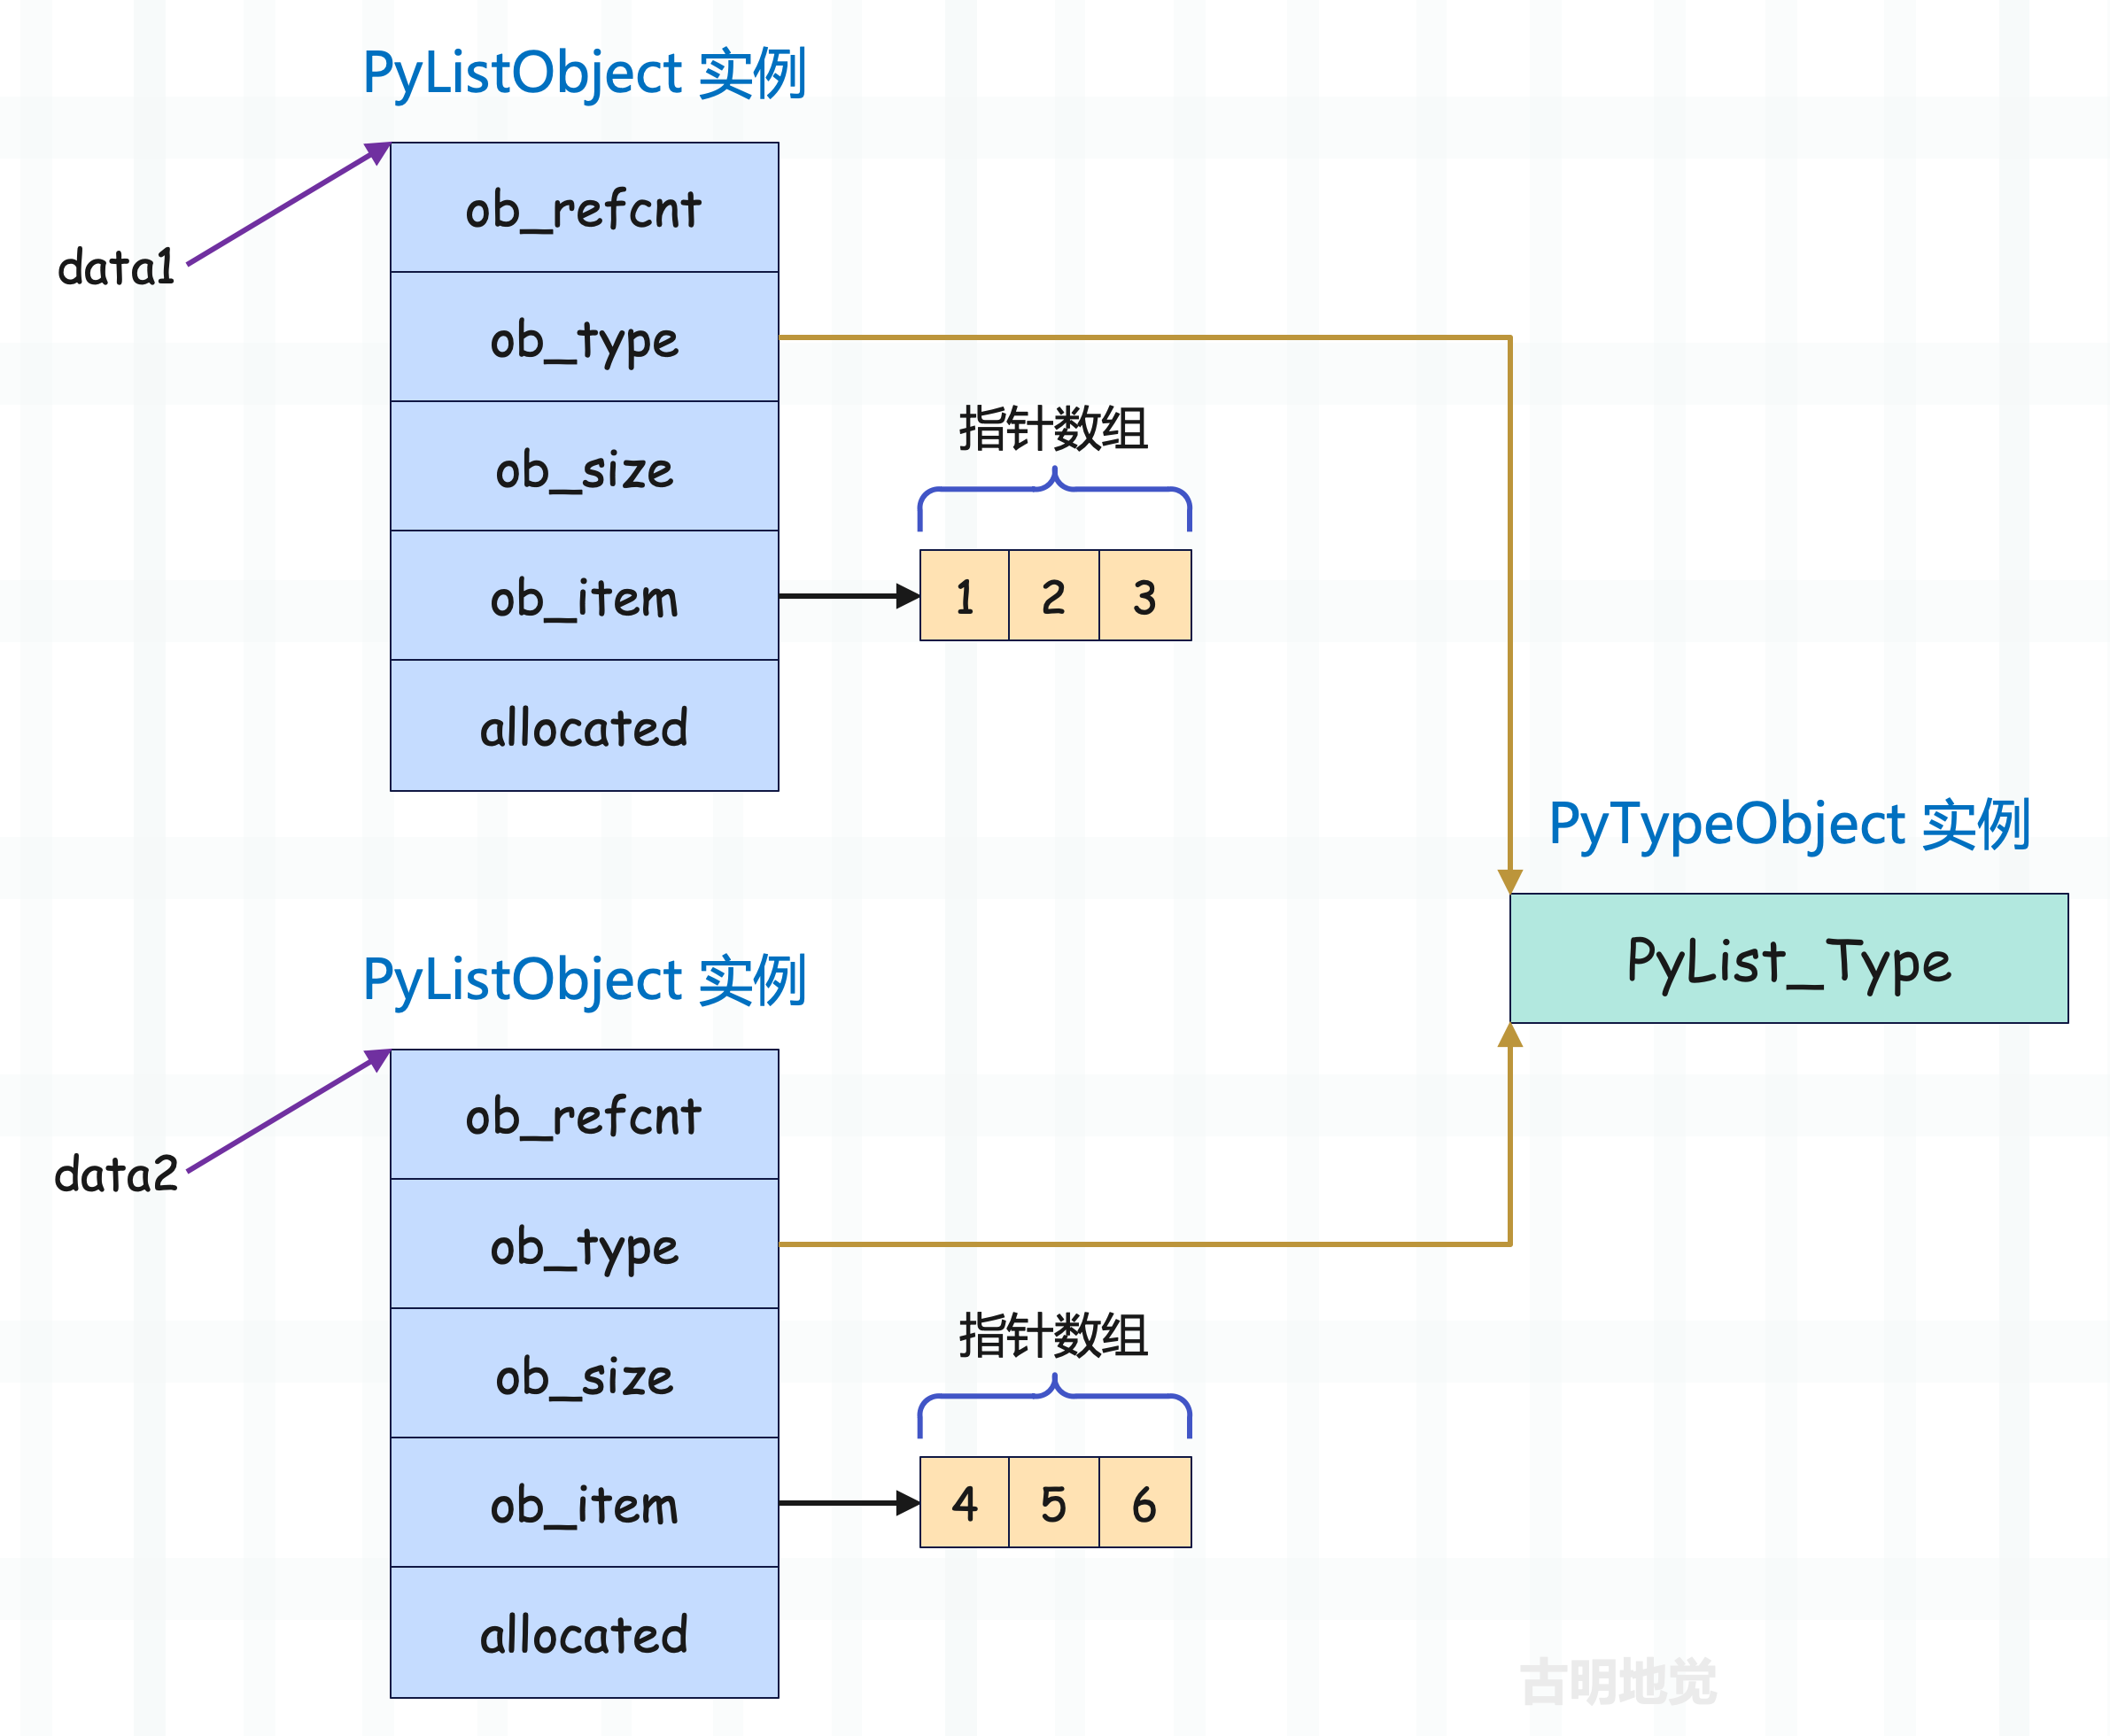 PyListObject 实例
data1
ob_refcnt
ob_type
ob_size
ob_item
allocated
指针数组
1 2 3
PyTypeObject 实例
PyList_Type
PyListObject 实例
data2
ob_refcnt
ob_type
ob_size
ob_item
allocated
指针数组
4 5 6
古明地觉